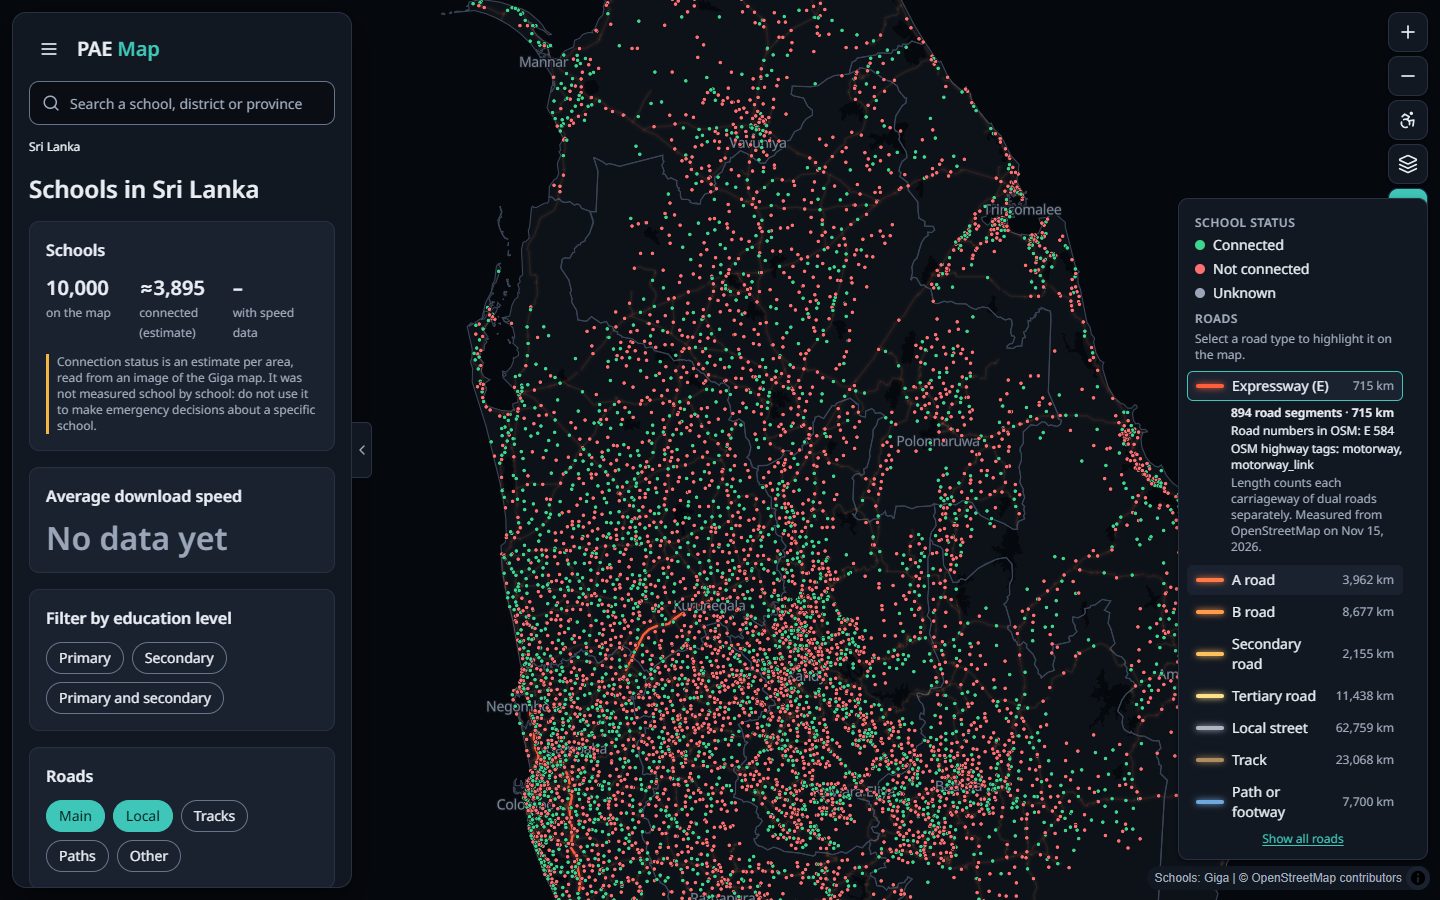 PAE Map
Search a school, district or province
Sri Lanka
Schools in Sri Lanka
Schools
10,000
on the map
≈3,895
connected
(estimate)
–
with speed
data
Connection status is an estimate per area,
read from an image of the Giga map. It was
not measured school by school: do not use it
to make emergency decisions about a specific
school.
Average download speed
No data yet
Filter by education level
Primary
Secondary
Primary and secondary
Roads
Main
Local
Tracks
Paths
Other
Mannar
Vavuniya
Trincomalee
Polonnaruwa
Kurunegala
SCHOOL STATUS
Connected
Not connected
Unknown
ROADS
Select a road type to highlight it on
the map.
Expressway (E) 715 km
894 road segments · 715 km
Road numbers in OSM: E 584
OSM highway tags: motorway,
motorway_link
Length counts each
carriageway of dual roads
separately. Measured from
OpenStreetMap on Nov 15,
2026.
A road 3,962 km
B road 8,677 km
Secondary
road 2,155 km
Tertiary road 11,438 km
Local street 62,759 km
Track 23,068 km
Path or
footway 7,700 km
Show all roads
Schools: Giga | © OpenStreetMap contributors